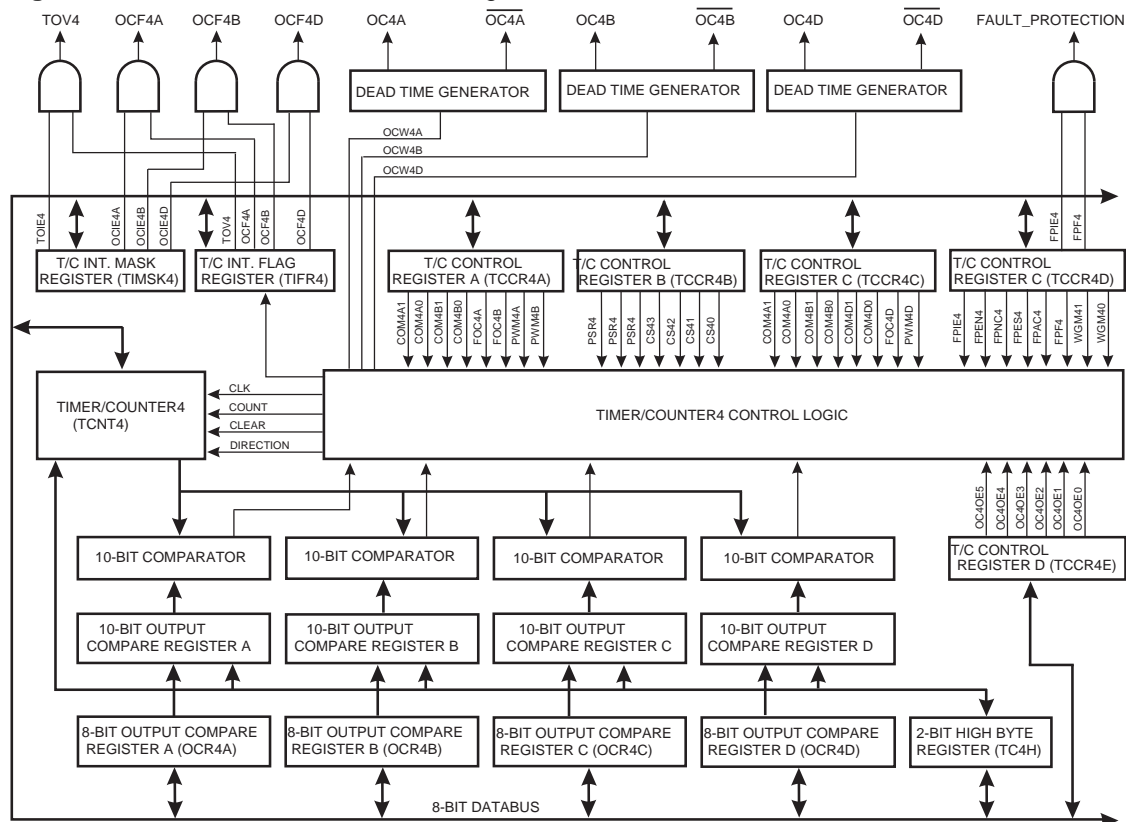 TOV4 OCF4A OCF4B OCF4D OC4A OC4A OC4B OC4B OC4D OC4D FAULT_PROTECTION
DEAD TIME GENERATOR DEAD TIME GENERATOR DEAD TIME GENERATOR
OCW4A
OCW4B
OCW4D
TOIE4 OCIE4A OCIE4B OCIE4D TOV4 OCF4A OCF4B OCF4D FPIE4 FPF4
T/C INT. MASK
REGISTER (TIMSK4)
T/C INT. FLAG
REGISTER (TIFR4)
T/C CONTROL
REGISTER A (TCCR4A)
T/C CONTROL
REGISTER B (TCCR4B)
T/C CONTROL
REGISTER C (TCCR4C)
T/C CONTROL
REGISTER C (TCCR4D)
COM4A1 COM4A0 COM4B1 COM4B0 FOC4A FOC4B PWM4A PWM4B
PSR4 PSR4 PSR4 CS43 CS42 CS41 CS40
COM4A1 COM4A0 COM4B1 COM4B0 COM4D1 COM4D0 FOC4D PWM4D
FPIE4 FPEN4 FPNC4 FPES4 FPAC4 FPF4 WGM41 WGM40
TIMER/COUNTER4
(TCNT4)
CLK
COUNT
CLEAR
DIRECTION
TIMER/COUNTER4 CONTROL LOGIC
OC4OE5 OC4OE4 OC4OE3 OC4OE2 OC4OE1 OC4OE0
10-BIT COMPARATOR 10-BIT COMPARATOR 10-BIT COMPARATOR 10-BIT COMPARATOR
T/C CONTROL
REGISTER D (TCCR4E)
10-BIT OUTPUT
COMPARE REGISTER A
10-BIT OUTPUT
COMPARE REGISTER B
10-BIT OUTPUT
COMPARE REGISTER C
10-BIT OUTPUT
COMPARE REGISTER D
8-BIT OUTPUT COMPARE
REGISTER A (OCR4A)
8-BIT OUTPUT COMPARE
REGISTER B (OCR4B)
8-BIT OUTPUT COMPARE
REGISTER C (OCR4C)
8-BIT OUTPUT COMPARE
REGISTER D (OCR4D)
2-BIT HIGH BYTE
REGISTER (TC4H)
8-BIT DATABUS